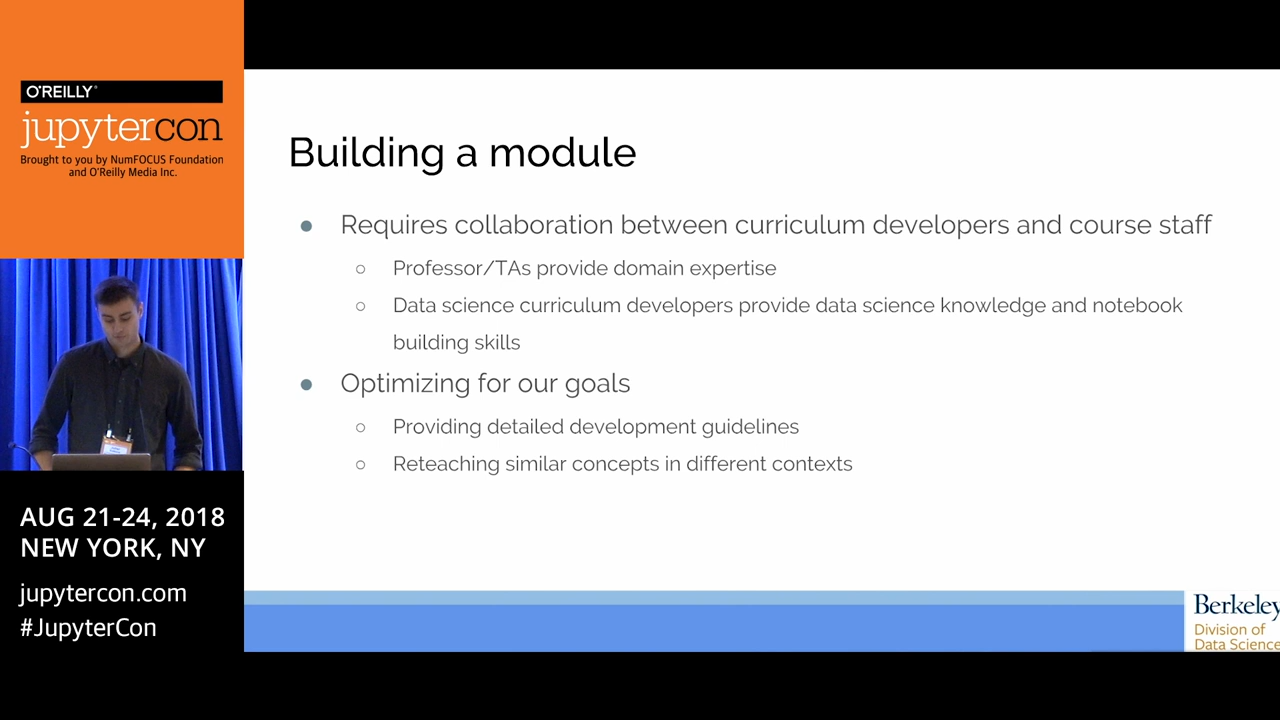 O'REILLY®
jupytercon
Brought to you by NumFOCUS Foundation
and O'Reilly Media Inc.
AUG 21-24, 2018
NEW YORK, NY
jupytercon.com
#JupyterCon
Building a module
● Requires collaboration between curriculum developers and course staff
○ Professor/TAs provide domain expertise
○ Data science curriculum developers provide data science knowledge and notebook
building skills
● Optimizing for our goals
○ Providing detailed development guidelines
○ Reteaching similar concepts in different contexts
Berkeley
Division of
Data Science